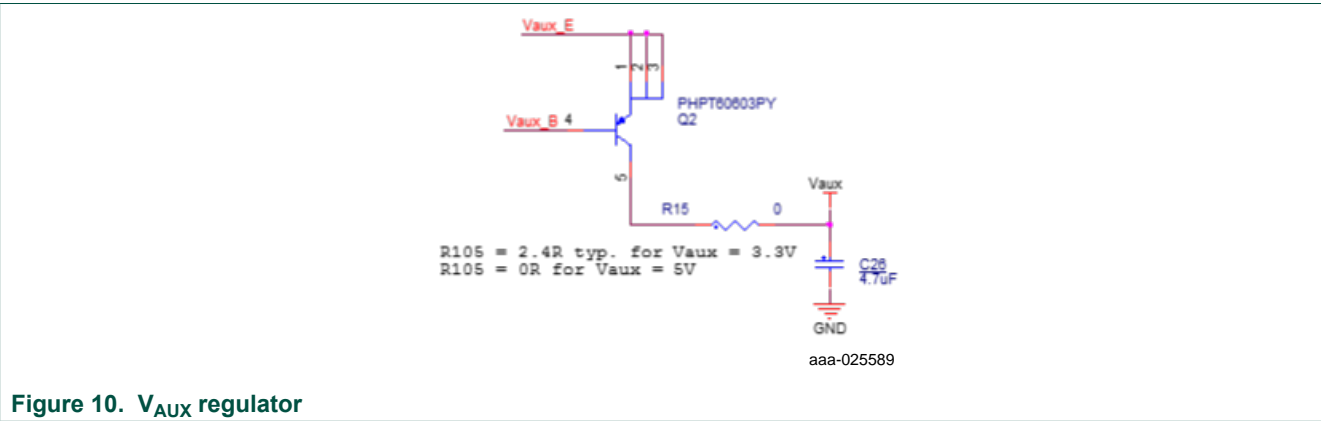 Vaux_E
1
2
3
PHPT60603PY
Q2
Vaux_B 4
5
Vaux
R15 0
R105 = 2.4R typ. for Vaux = 3.3V
R105 = 0R for Vaux = 5V
C26
4.7uF
GND
aaa-025589
Figure 10. VAUX regulator